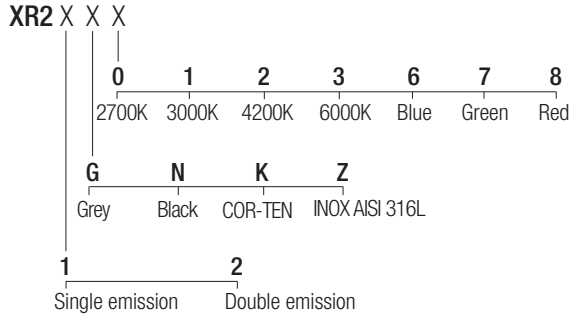 XR2 X X X
0 1 2 3 6 7 8
2700K 3000K 4200K 6000K Blue Green Red
G N K Z
Grey Black COR-TEN INOX AISI 316L
1 2
Single emission Double emission